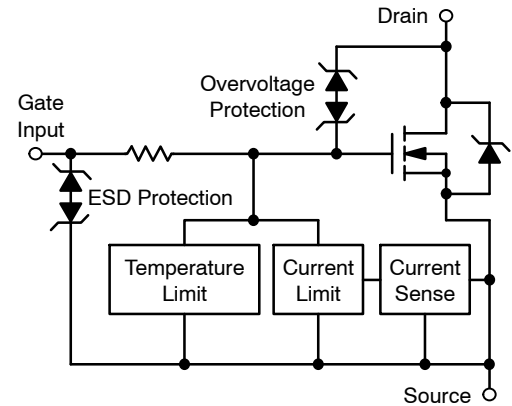 Drain
Overvoltage
Protection
Gate
Input
ESD Protection
Temperature
Limit
Current
Limit
Current
Sense
Source